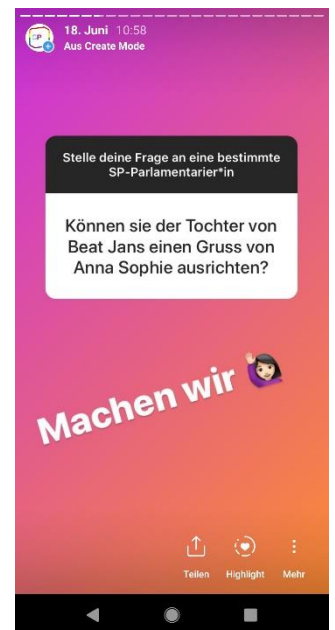 SP
18. Juni 10:58
Aus Create Mode
Stelle deine Frage an eine bestimmte
SP-Parlamentarier*in
Können sie der Tochter von
Beat Jans einen Gruss von
Anna Sophie ausrichten?
Machen wir 🙋🏻‍♀️
Teilen Highlight Mehr